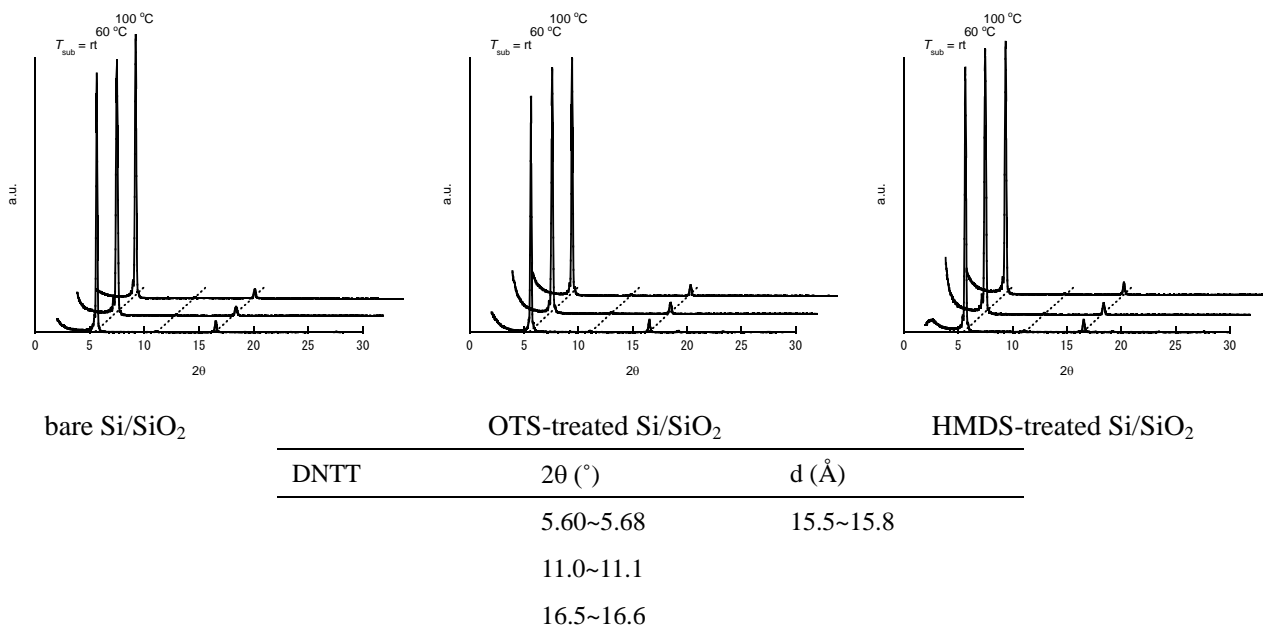 100 °C
60 °C
T_sub = rt
a.u.
0 5 10 15 20 25 30
2θ
bare Si/SiO₂
100 °C
60 °C
T_sub = rt
a.u.
0 5 10 15 20 25 30
2θ
OTS-treated Si/SiO₂
100 °C
60 °C
T_sub = rt
a.u.
0 5 10 15 20 25 30
2θ
HMDS-treated Si/SiO₂
DNTT 2θ (˚) d (Å)
5.60~5.68 15.5~15.8
11.0~11.1
16.5~16.6